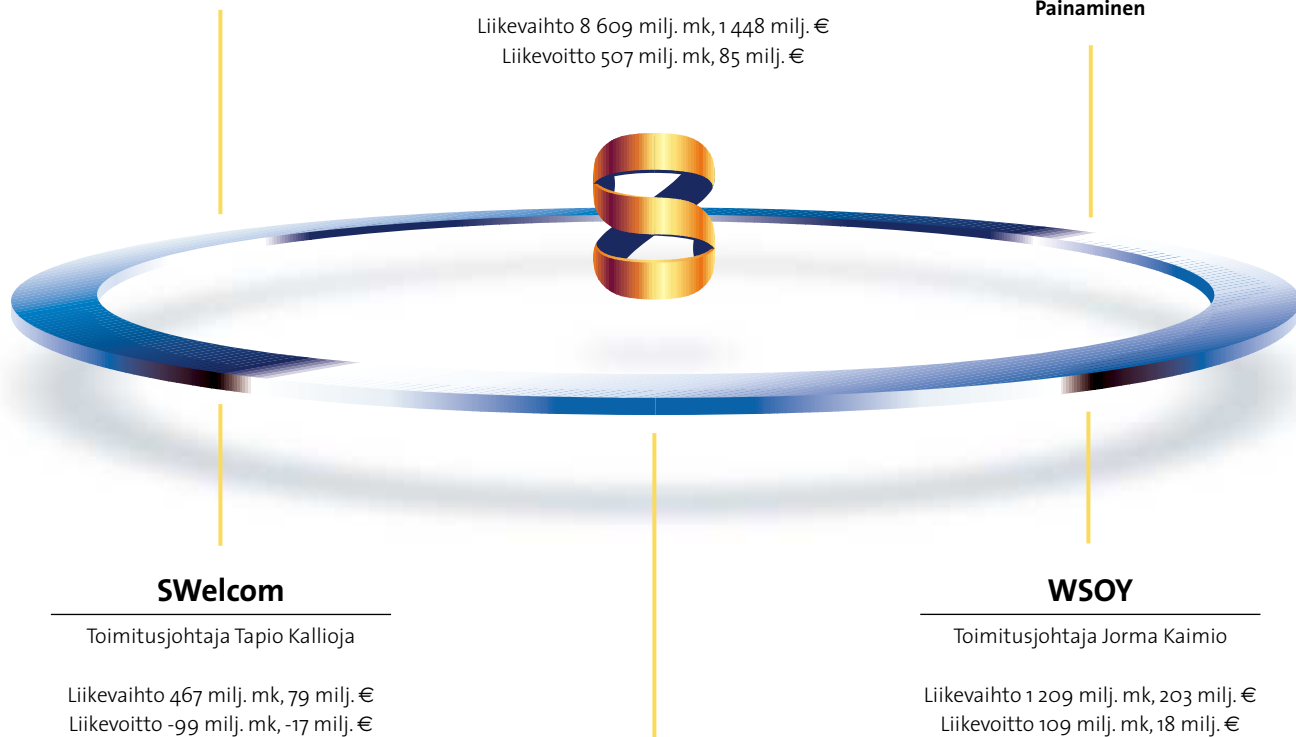 Painaminen
Liikevaihto 8 609 milj. mk, 1 448 milj. €
Liikevoitto 507 milj. mk, 85 milj. €
SWelcom
Toimitusjohtaja Tapio Kallioja
Liikevaihto 467 milj. mk, 79 milj. €
Liikevoitto -99 milj. mk, -17 milj. €
WSOY
Toimitusjohtaja Jorma Kaimio
Liikevaihto 1 209 milj. mk, 203 milj. €
Liikevoitto 109 milj. mk, 18 milj. €